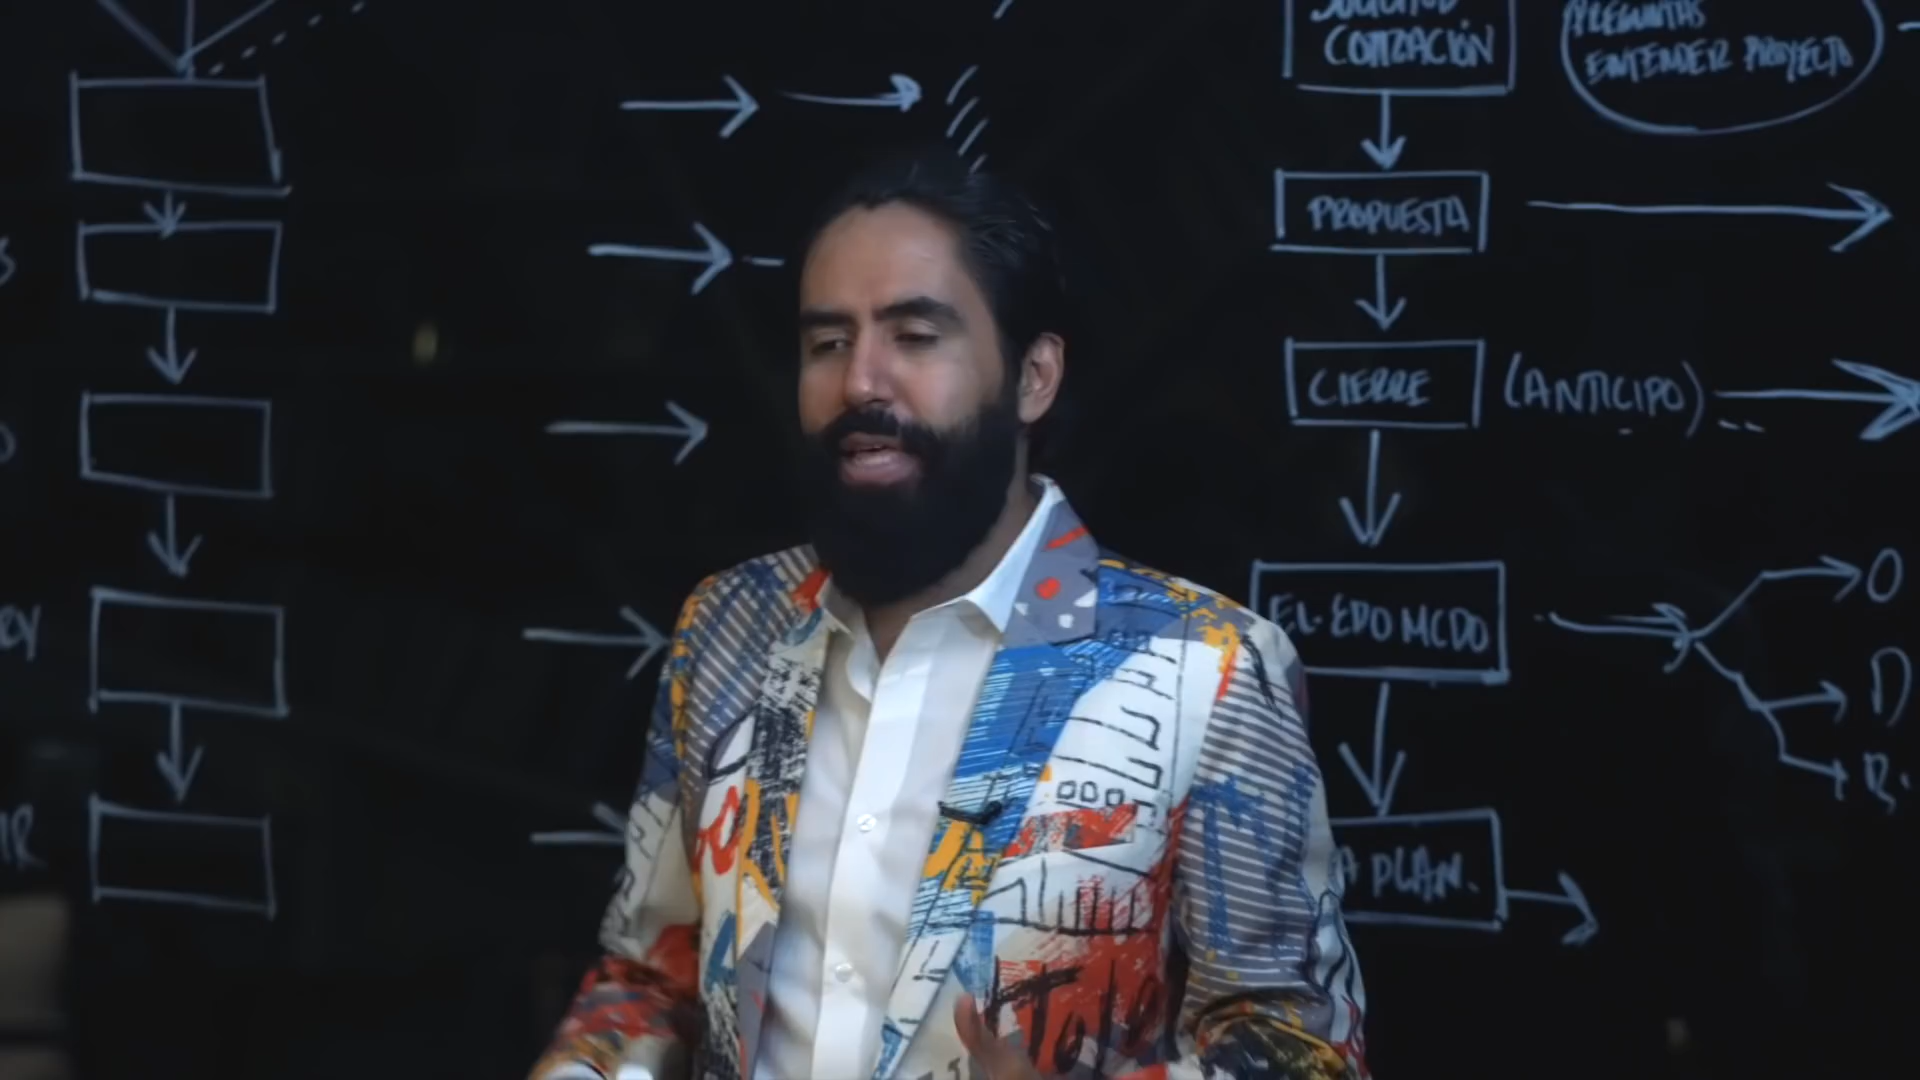 COTIZACIÓN
PREGUNTAS
ENTENDER PROYECTO
PROPUESTA
CIERRE (ANTICIPO)
EL EDO MCDO
O
D
R.
A PLAN.